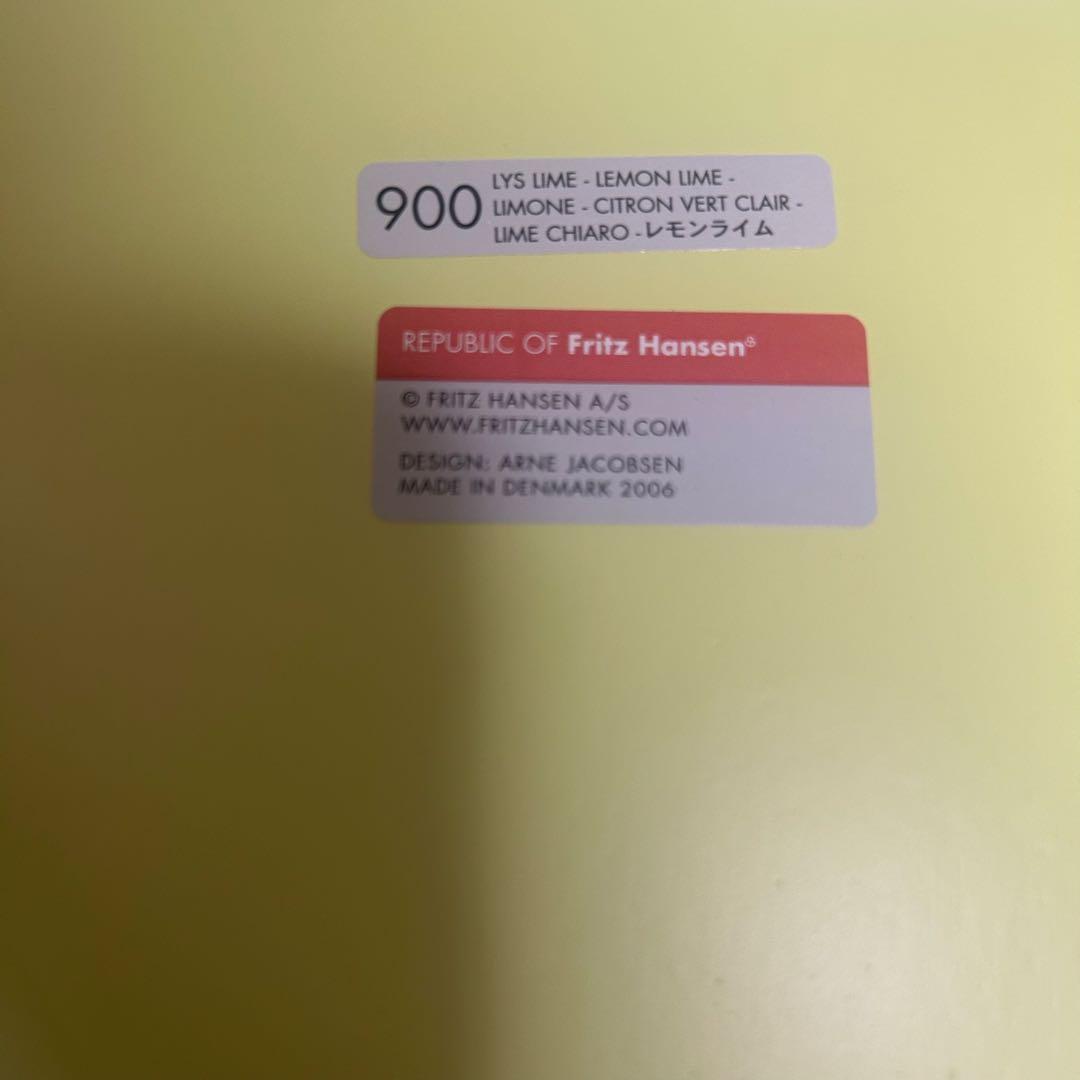 900
LYS LIME - LEMON LIME -
LIMONE - CITRON VERT CLAIR -
LIME CHIARO -レモンライム
REPUBLIC OF Fritz Hansen®
© FRITZ HANSEN A/S
WWW.FRITZHANSEN.COM
DESIGN: ARNE JACOBSEN
MADE IN DENMARK 2006